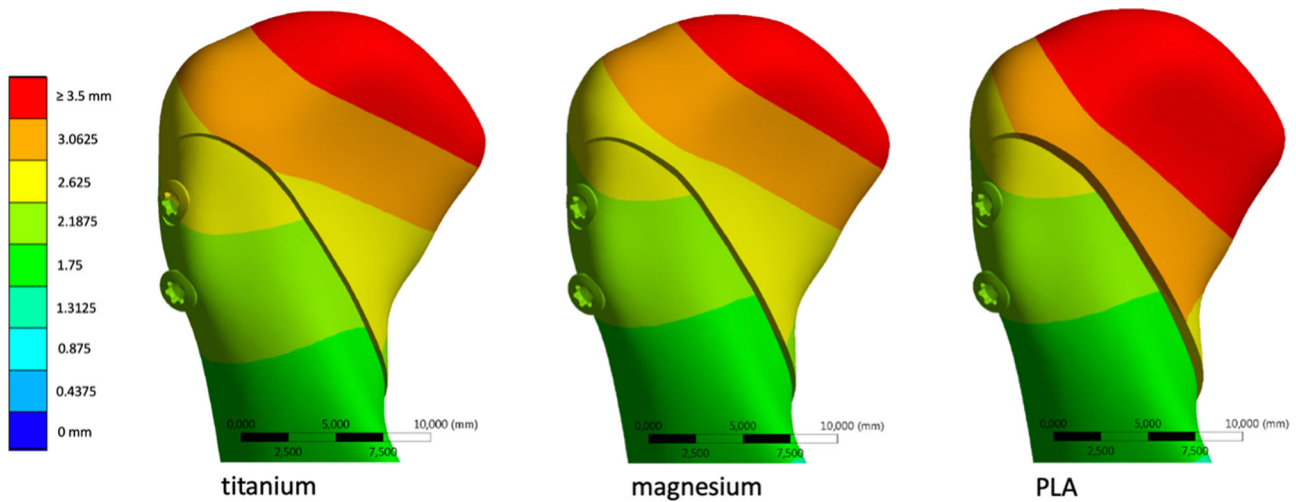 ≥ 3.5 mm
3.0625
2.625
2.1875
1.75
1.3125
0.875
0.4375
0 mm
0,000 5,000 10,000 (mm)
2,500 7,500
titanium
0,000 5,000 10,000 (mm)
2,500 7,500
magnesium
0,000 5,000 10,000 (mm)
2,500 7,500
PLA